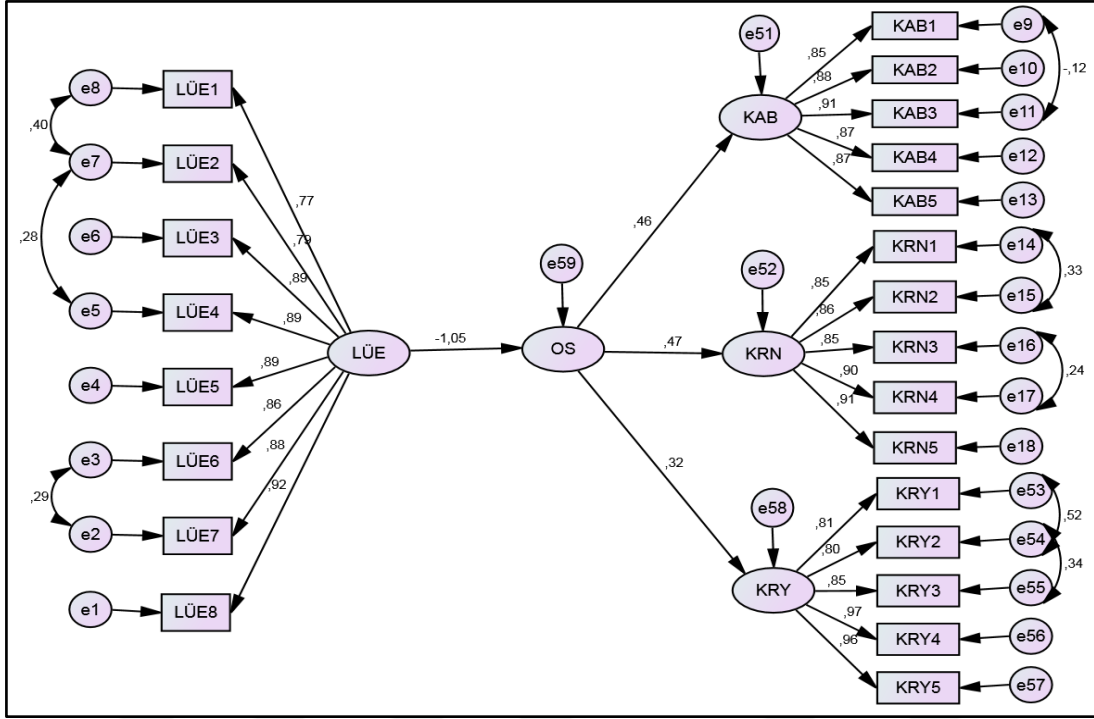 e8
LÜE1
,40
e7
LÜE2
,28
e6
LÜE3
e5
LÜE4
e4
LÜE5
e3
LÜE6
,29
e2
LÜE7
e1
LÜE8
,77
,79
,89
,89
,89
,86
,88
,92
LÜE
-1,05
e59
OS
,46
,47
,32
e51
KAB
,85
,88
,91
,87
,87
KAB1
e9
KAB2
e10
-,12
KAB3
e11
KAB4
e12
KAB5
e13
e52
KRN
,85
,86
,85
,90
,91
KRN1
e14
,33
KRN2
e15
KRN3
e16
,24
KRN4
e17
KRN5
e18
e58
KRY
,81
,80
,85
,97
,96
KRY1
e53
,52
KRY2
e54
,34
KRY3
e55
KRY4
e56
KRY5
e57